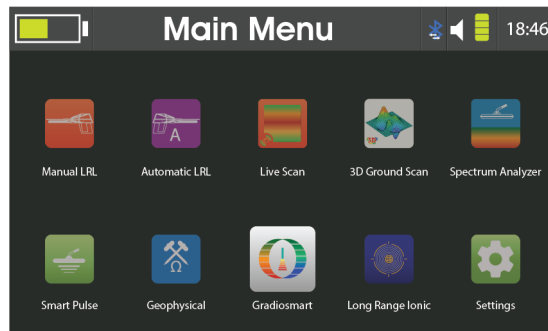 Main Menu 18:46
Manual LRL Automatic LRL Live Scan 3D Ground Scan Spectrum Analyzer
A
Smart Pulse Geophysical Gradiosmart Long Range Ionic Settings
Ω